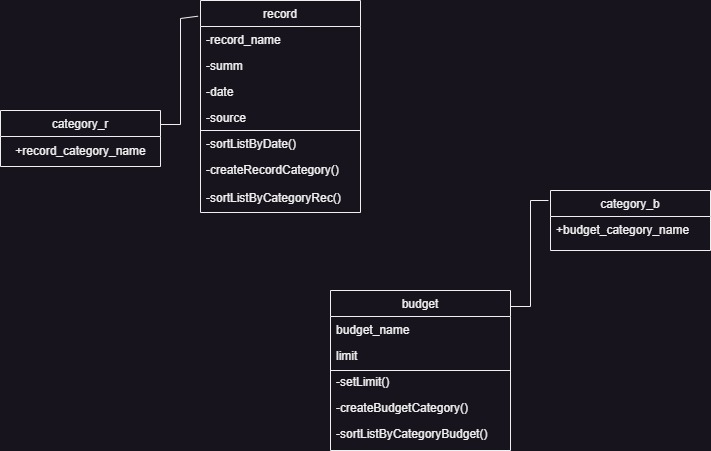 record
-record_name
-summ
-date
-source
-sortListByDate()
-createRecordCategory()
-sortListByCategoryRec()
category_r
+record_category_name
category_b
+budget_category_name
budget
budget_name
limit
-setLimit()
-createBudgetCategory()
-sortListByCategoryBudget()